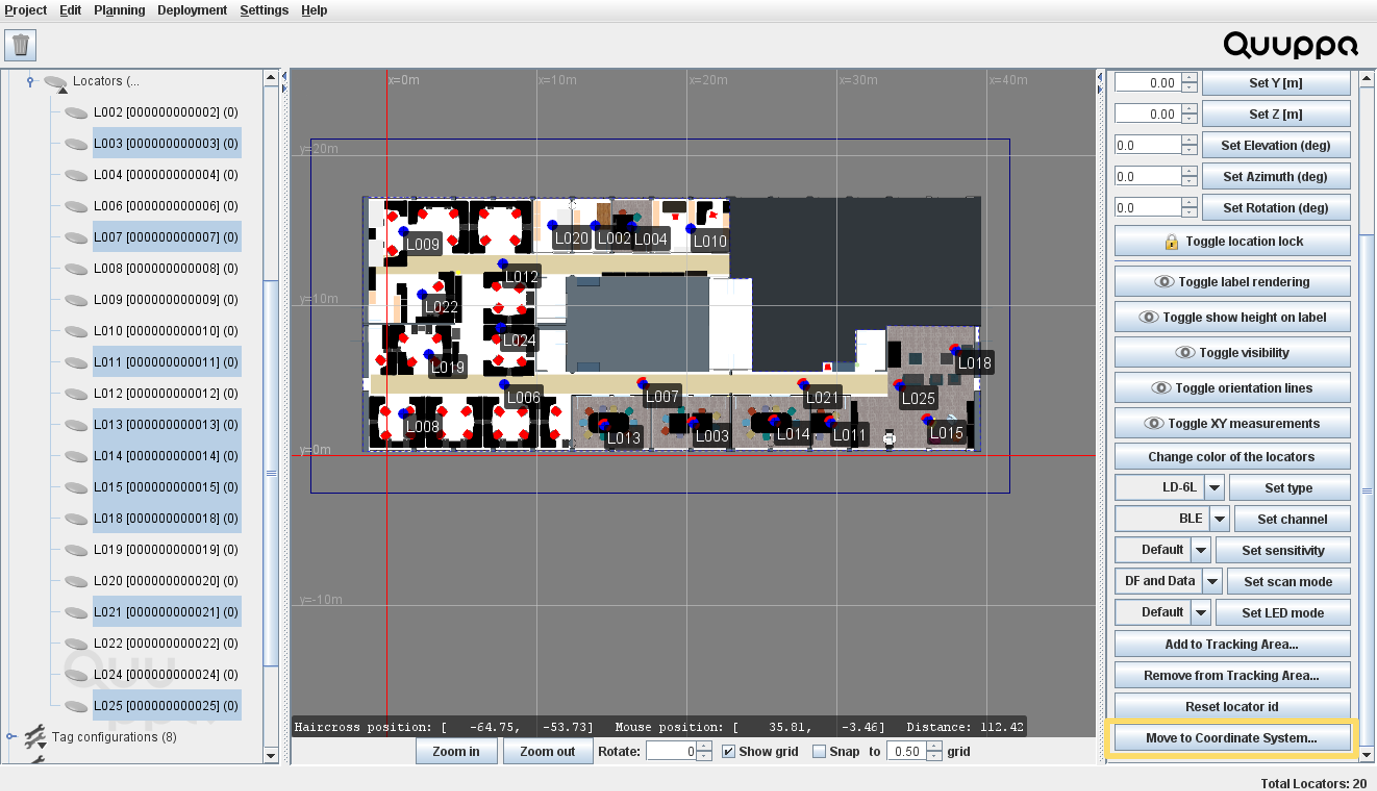 Project Edit Planning Deployment Settings Help
Quuppa
Locators (...
L002 [000000000002] (0)
L003 [000000000003] (0)
L004 [000000000004] (0)
L006 [000000000006] (0)
L007 [000000000007] (0)
L008 [000000000008] (0)
L009 [000000000009] (0)
L010 [000000000010] (0)
L011 [000000000011] (0)
L012 [000000000012] (0)
L013 [000000000013] (0)
L014 [000000000014] (0)
L015 [000000000015] (0)
L018 [000000000018] (0)
L019 [000000000019] (0)
L020 [000000000020] (0)
L021 [000000000021] (0)
L022 [000000000022] (0)
L024 [000000000024] (0)
L025 [000000000025] (0)
Quuppa
Tag configurations (8)
x=0m x=10m x=20m x=30m x=40m
y=20m
L009 L020 L002 L004 L010
L012
y=10m
L022
L024
L019 L018
L006 L007 L021 L025
L008 L013 L003 L014 L011 L015
y=0m
y=-10m
Haircross position: [ -64.75, -53.73] Mouse position: [ 35.81, -3.46] Distance: 112.42
Zoom in Zoom out Rotate: 0 Show grid Snap to 0.50 grid
0.00 Set Y [m]
0.00 Set Z [m]
0.0 Set Elevation (deg)
0.0 Set Azimuth (deg)
0.0 Set Rotation (deg)
Toggle location lock
Toggle label rendering
Toggle show height on label
Toggle visibility
Toggle orientation lines
Toggle XY measurements
Change color of the locators
LD-6L Set type
BLE Set channel
Default Set sensitivity
DF and Data Set scan mode
Default Set LED mode
Add to Tracking Area...
Remove from Tracking Area...
Reset locator id
Move to Coordinate System...
Total Locators: 20